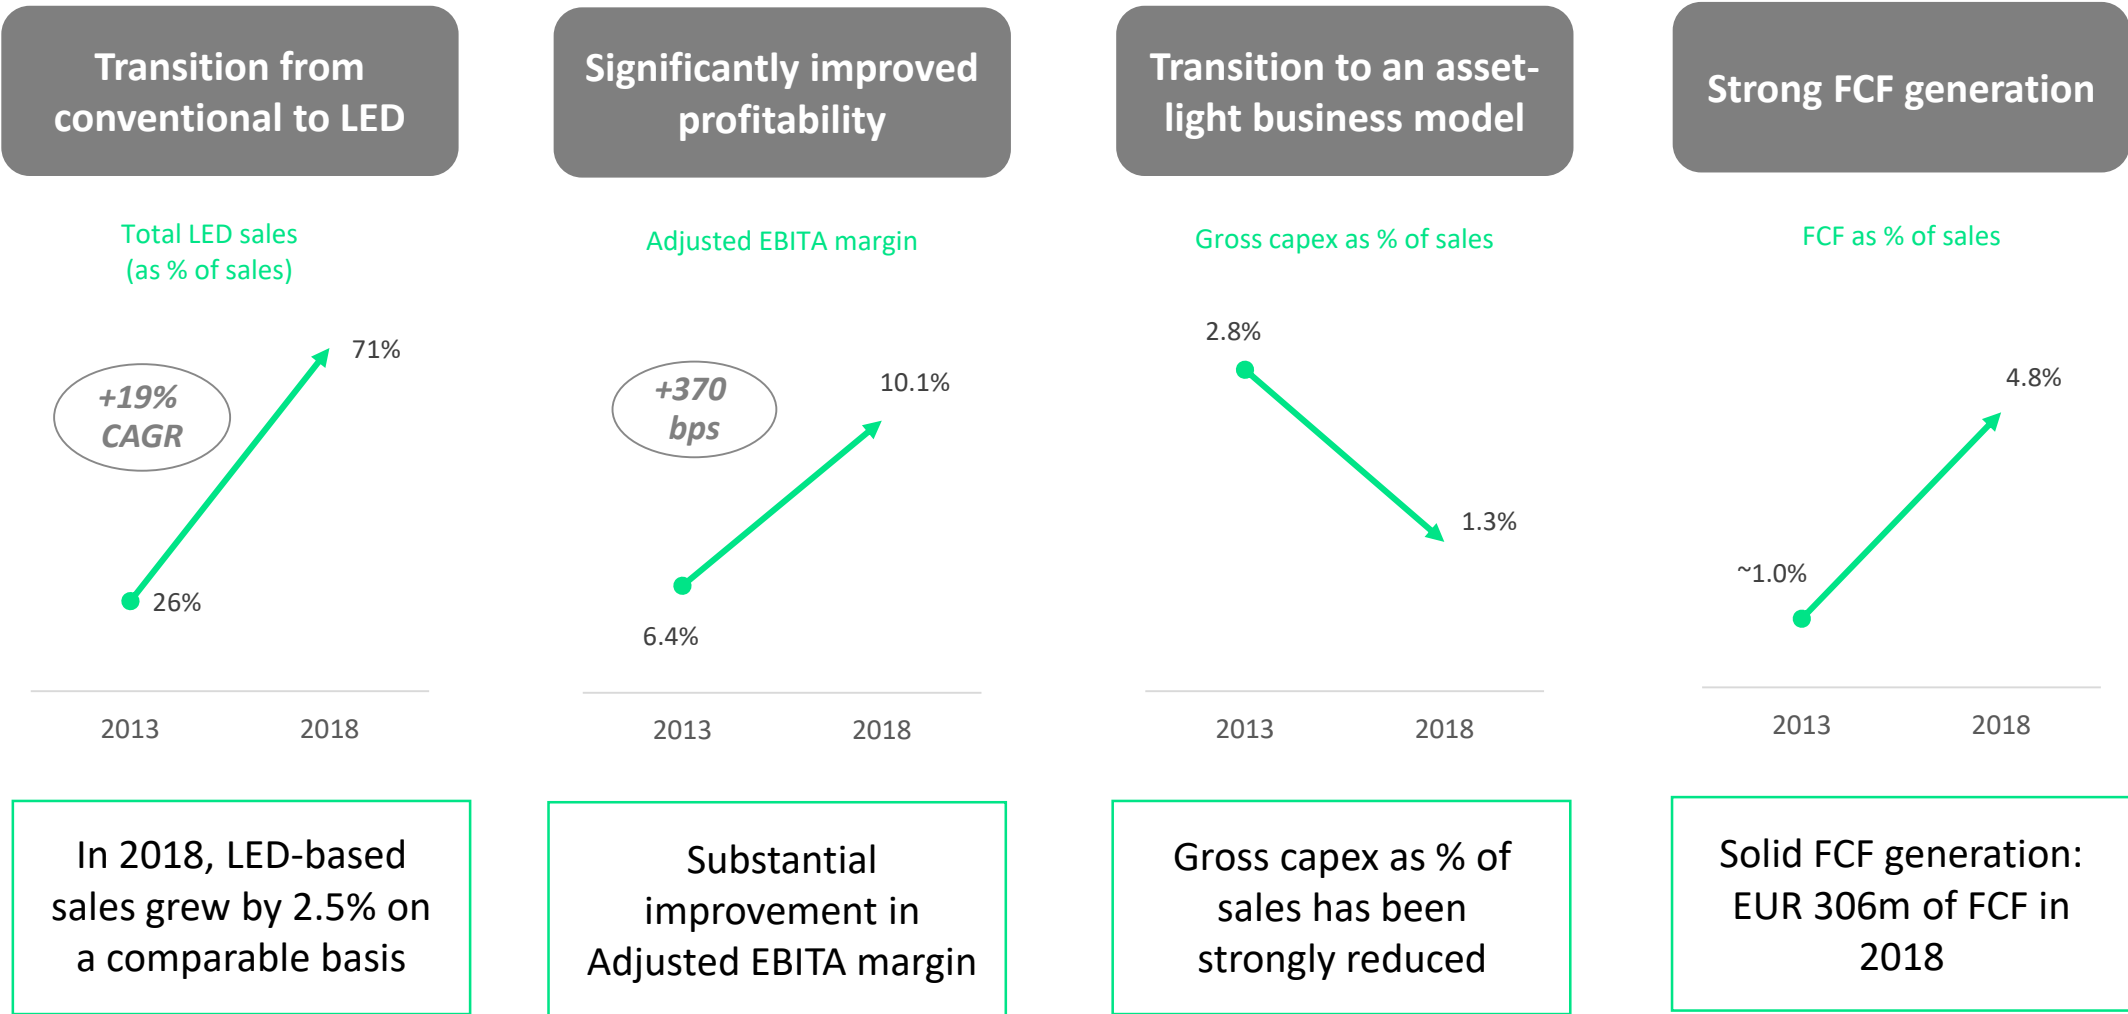 Transition from
conventional to LED
Significantly improved
profitability
Transition to an asset-
light business model
Strong FCF generation
Total LED sales
(as % of sales)
Adjusted EBITA margin
Gross capex as % of sales
FCF as % of sales
+19%
CAGR
71%
26%
2013
2018
+370
bps
10.1%
6.4%
2013
2018
2.8%
1.3%
2013
2018
4.8%
~1.0%
2013
2018
In 2018, LED-based
sales grew by 2.5% on
a comparable basis
Substantial
improvement in
Adjusted EBITA margin
Gross capex as % of
sales has been
strongly reduced
Solid FCF generation:
EUR 306m of FCF in
2018